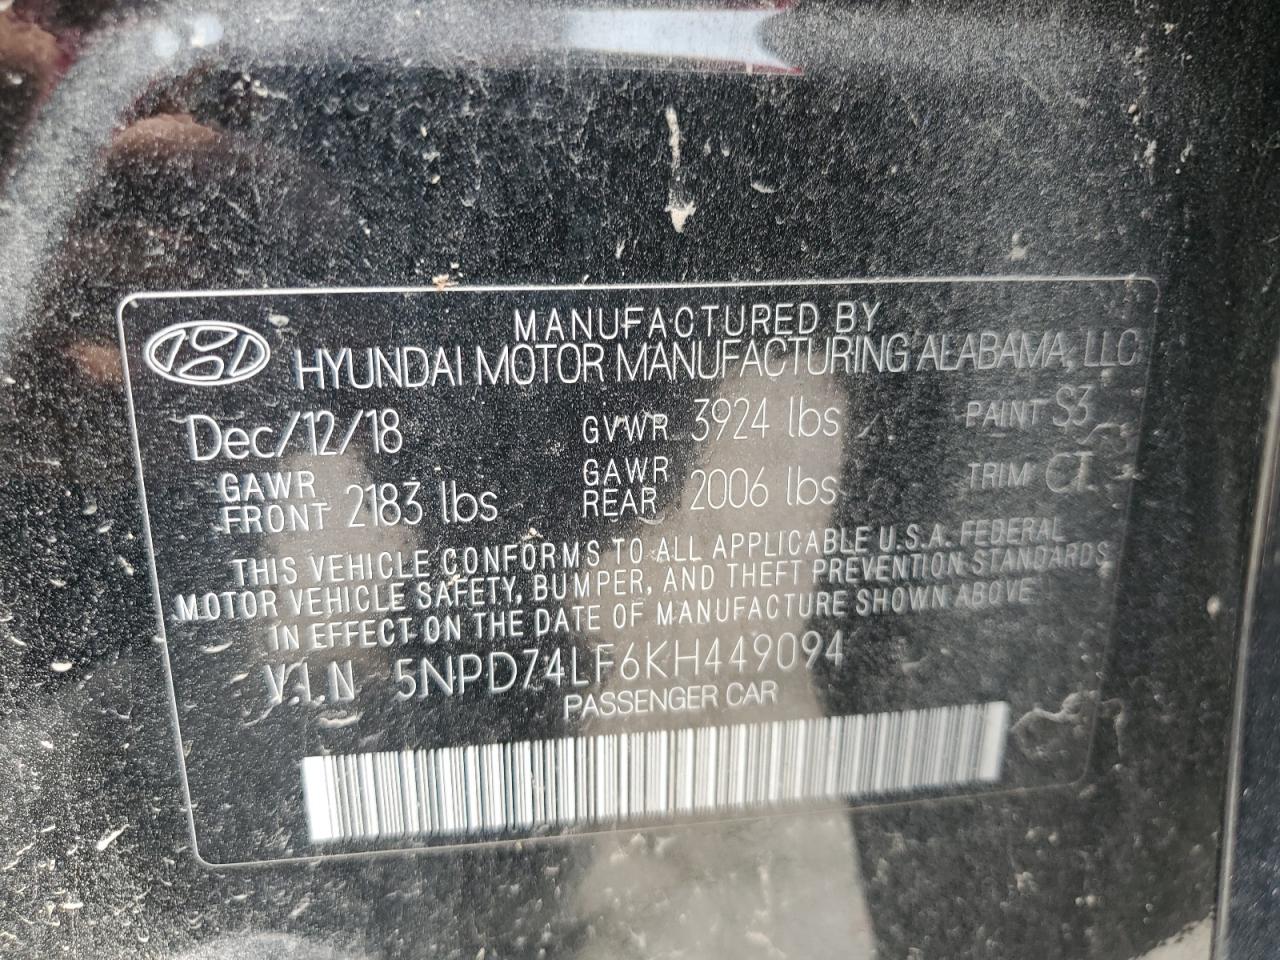 MANUFACTURED BY
HYUNDAI MOTOR MANUFACTURING ALABAMA, LLC
Dec/12/18 GVWR 3924 lbs PAINT S3
GAWR FRONT 2183 lbs GAWR REAR 2006 lbs TRIM CT
THIS VEHICLE CONFORMS TO ALL APPLICABLE U.S.A. FEDERAL
MOTOR VEHICLE SAFETY, BUMPER, AND THEFT PREVENTION STANDARDS
IN EFFECT ON THE DATE OF MANUFACTURE SHOWN ABOVE
V.I.N 5NPD74LF6KH449094
PASSENGER CAR